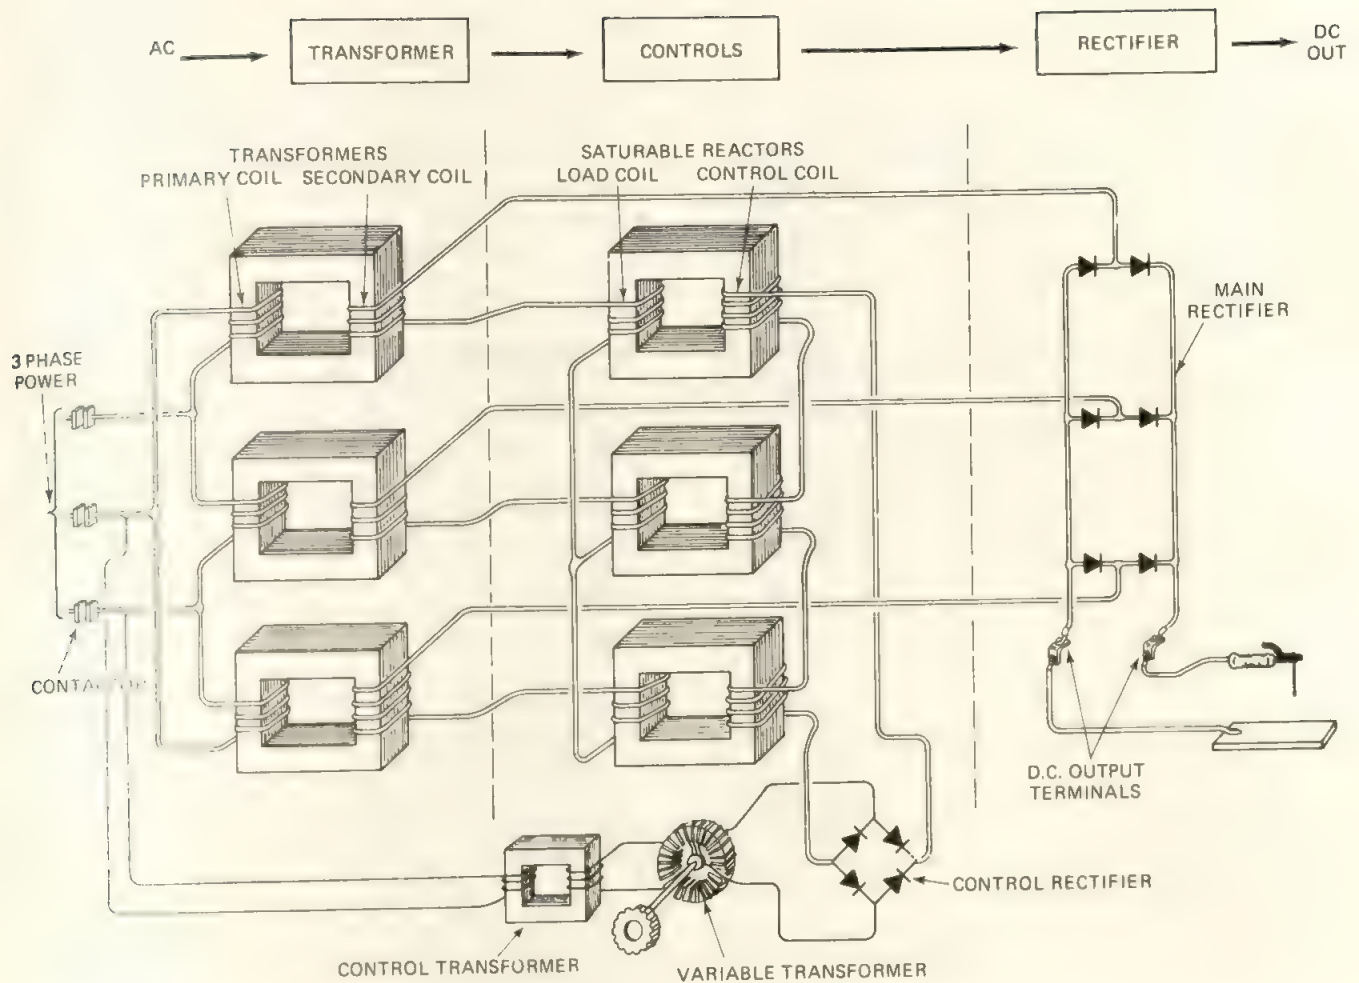 AC
TRANSFORMER
CONTROLS
RECTIFIER
DC
OUT
TRANSFORMERS
PRIMARY COIL SECONDARY COIL
SATURABLE REACTORS
LOAD COIL CONTROL COIL
MAIN
RECTIFIER
3 PHASE
POWER
D.C. OUTPUT
TERMINALS
CONTROL RECTIFIER
CONTROL TRANSFORMER
VARIABLE TRANSFORMER